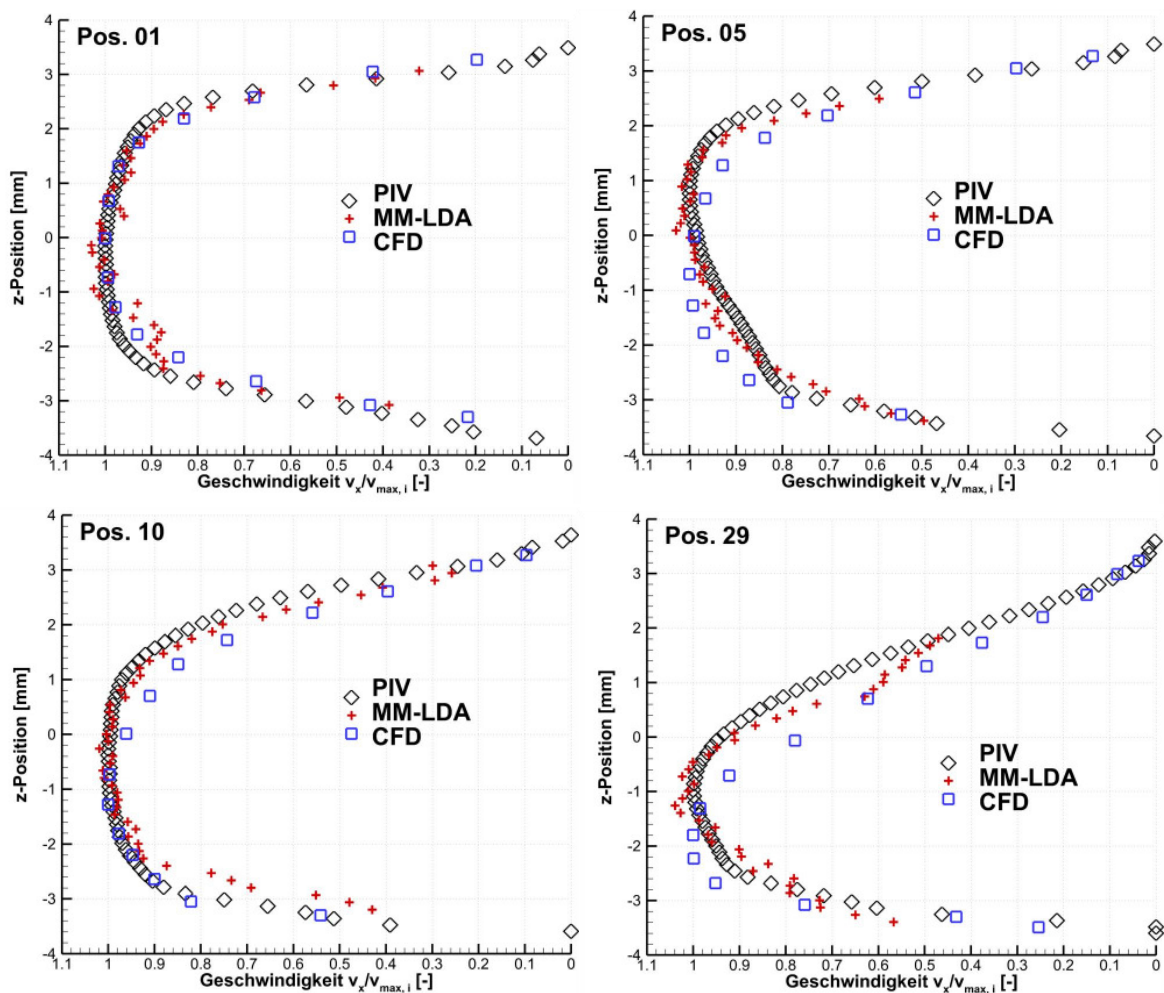 Pos. 01
4
3
2
1
0
-1
-2
-3
-4
z-Position [mm]
PIV
MM-LDA
CFD
1.1 1 0.9 0.8 0.7 0.6 0.5 0.4 0.3 0.2 0.1 0
Geschwindigkeit vx/vmax, i [-]
Pos. 05
4
3
2
1
0
-1
-2
-3
-4
z-Position [mm]
PIV
MM-LDA
CFD
1.1 1 0.9 0.8 0.7 0.6 0.5 0.4 0.3 0.2 0.1 0
Geschwindigkeit vx/vmax, i [-]
Pos. 10
4
3
2
1
0
-1
-2
-3
-4
z-Position [mm]
PIV
MM-LDA
CFD
1.1 1 0.9 0.8 0.7 0.6 0.5 0.4 0.3 0.2 0.1 0
Geschwindigkeit vx/vmax, i [-]
Pos. 29
4
3
2
1
0
-1
-2
-3
-4
z-Position [mm]
PIV
MM-LDA
CFD
1.1 1 0.9 0.8 0.7 0.6 0.5 0.4 0.3 0.2 0.1 0
Geschwindigkeit vx/vmax, i [-]